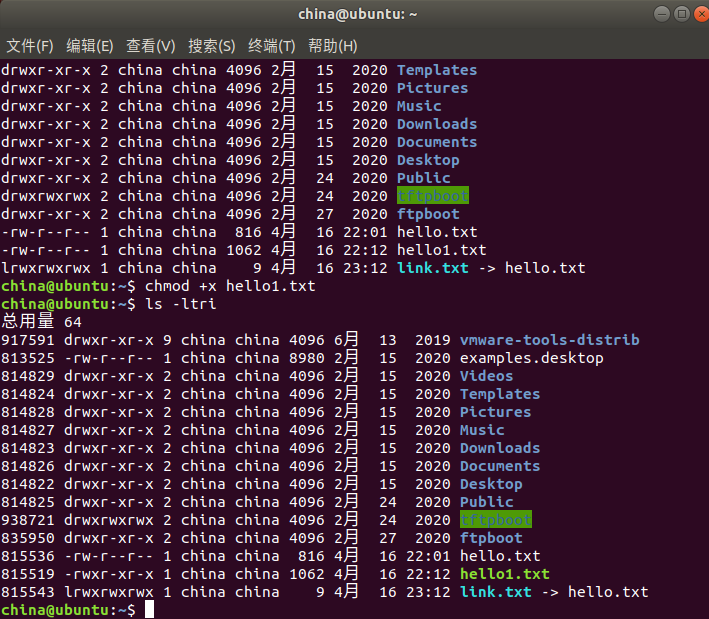 china@ubuntu: ~
文件(F) 编辑(E) 查看(V) 搜索(S) 终端(T) 帮助(H)
drwxr-xr-x 2 china china 4096 2月  15  2020 Templates
drwxr-xr-x 2 china china 4096 2月  15  2020 Pictures
drwxr-xr-x 2 china china 4096 2月  15  2020 Music
drwxr-xr-x 2 china china 4096 2月  15  2020 Downloads
drwxr-xr-x 2 china china 4096 2月  15  2020 Documents
drwxr-xr-x 2 china china 4096 2月  15  2020 Desktop
drwxr-xr-x 2 china china 4096 2月  24  2020 Public
drwxrwxrwx 2 china china 4096 2月  24  2020 tftpboot
drwxr-xr-x 2 china china 4096 2月  27  2020 ftpboot
-rw-r--r-- 1 china china  816 4月  16 22:01 hello.txt
-rw-r--r-- 1 china china 1062 4月  16 22:12 hello1.txt
lrwxrwxrwx 1 china china    9 4月  16 23:12 link.txt -> hello.txt
china@ubuntu:~$ chmod +x hello1.txt
china@ubuntu:~$ ls -ltri
总用量 64
917591 drwxr-xr-x 9 china china 4096 6月  13  2019 vmware-tools-distrib
813525 -rw-r--r-- 1 china china 8980 2月  15  2020 examples.desktop
814829 drwxr-xr-x 2 china china 4096 2月  15  2020 Videos
814824 drwxr-xr-x 2 china china 4096 2月  15  2020 Templates
814828 drwxr-xr-x 2 china china 4096 2月  15  2020 Pictures
814827 drwxr-xr-x 2 china china 4096 2月  15  2020 Music
814823 drwxr-xr-x 2 china china 4096 2月  15  2020 Downloads
814826 drwxr-xr-x 2 china china 4096 2月  15  2020 Documents
814822 drwxr-xr-x 2 china china 4096 2月  15  2020 Desktop
814825 drwxr-xr-x 2 china china 4096 2月  24  2020 Public
938721 drwxrwxrwx 2 china china 4096 2月  24  2020 tftpboot
835950 drwxr-xr-x 2 china china 4096 2月  27  2020 ftpboot
815536 -rw-r--r-- 1 china china  816 4月  16 22:01 hello.txt
815519 -rwxr-xr-x 1 china china 1062 4月  16 22:12 hello1.txt
815543 lrwxrwxrwx 1 china china    9 4月  16 23:12 link.txt -> hello.txt
china@ubuntu:~$